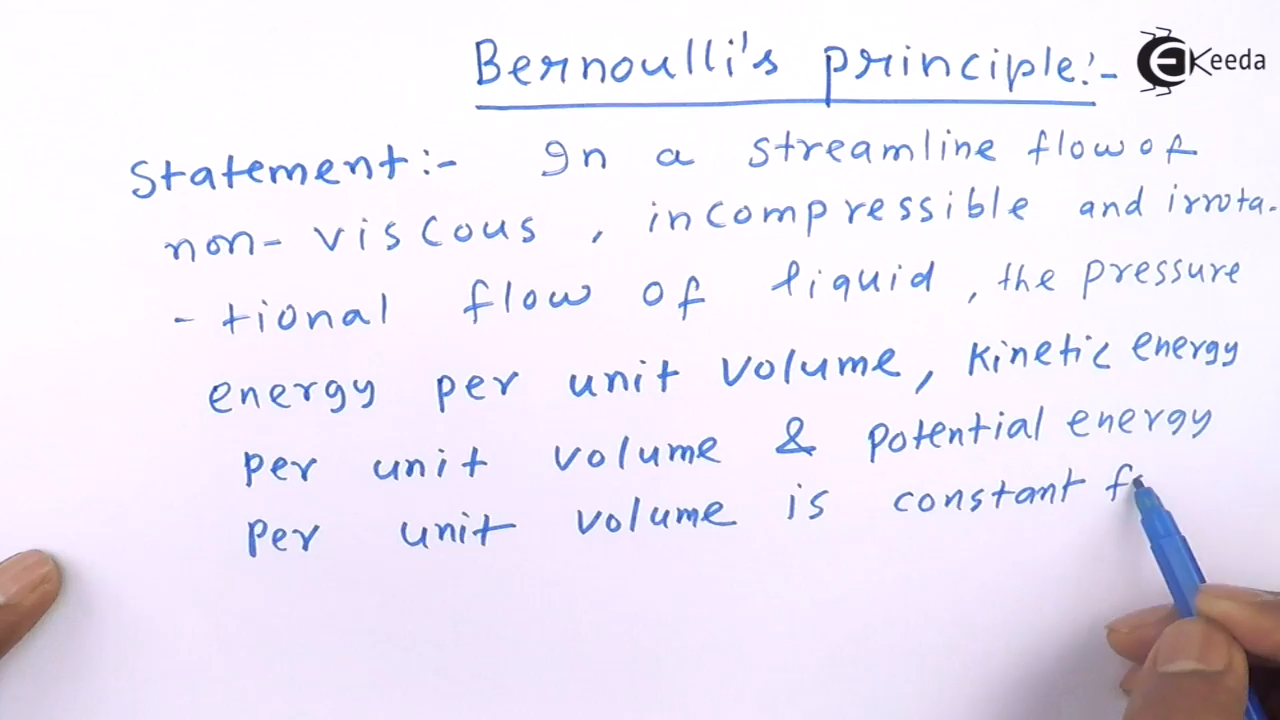 Bernoulli's principle:-
EKeeda
Statement:- In a streamline flow of
non-viscous, incompressible and irrota-
-tional flow of liquid, the pressure
energy per unit volume, kinetic energy
per unit volume & potential energy
per unit volume is constant f